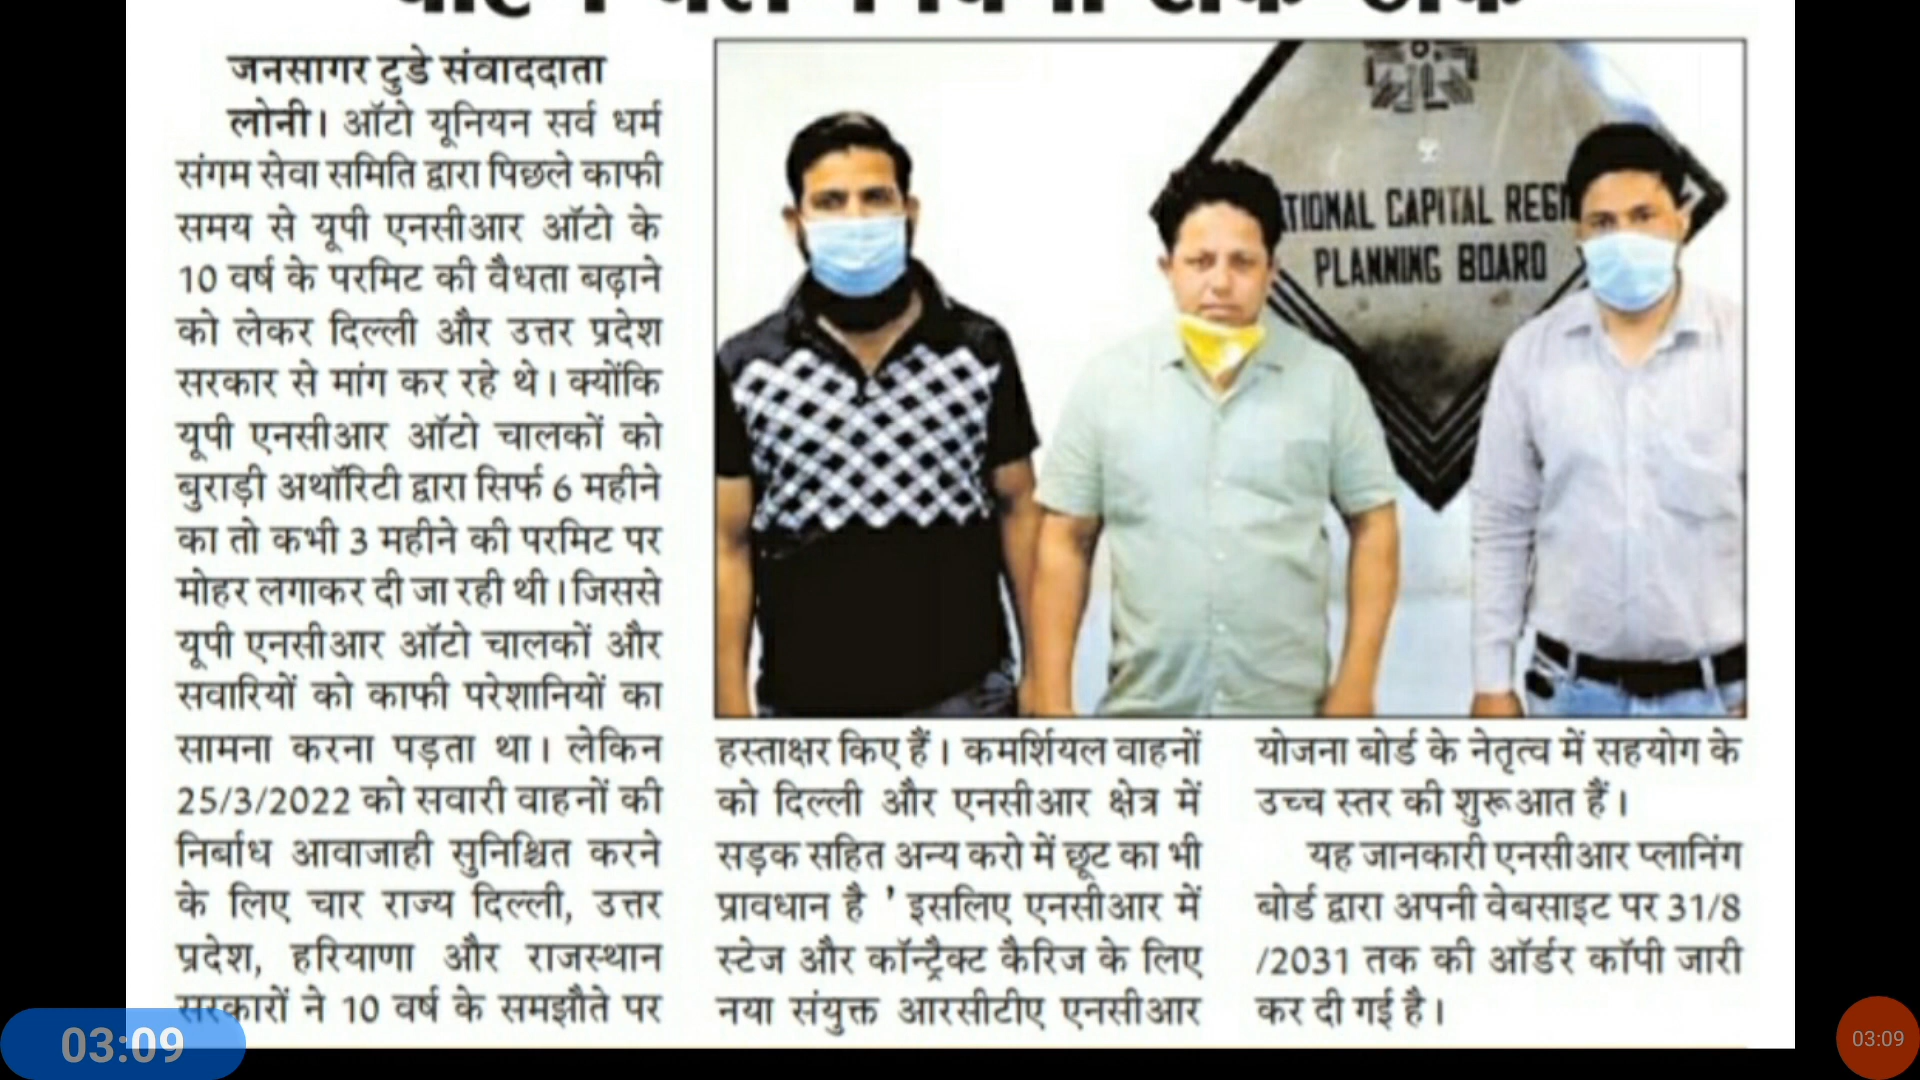 जनसागर टुडे संवाददाता
लोनी। ऑटो यूनियन सर्व धर्म
संगम सेवा समिति द्वारा पिछले काफी
समय से यूपी एनसीआर ऑटो के
10 वर्ष के परमिट की वैधता बढ़ाने
को लेकर दिल्ली और उत्तर प्रदेश
सरकार से मांग कर रहे थे। क्योंकि
यूपी एनसीआर ऑटो चालकों को
बुराड़ी अथॉरिटी द्वारा सिर्फ 6 महीने
का तो कभी 3 महीने की परमिट पर
मोहर लगाकर दी जा रही थी। जिससे
यूपी एनसीआर ऑटो चालकों और
सवारियों को काफी परेशानियों का
सामना करना पड़ता था। लेकिन
25/3/2022 को सवारी वाहनों की
निर्बाध आवाजाही सुनिश्चित करने
के लिए चार राज्य दिल्ली, उत्तर
प्रदेश, हरियाणा और राजस्थान
सरकारों ने 10 वर्ष के समझौते पर
TIONAL CAPITAL REGI
PLANNING BOARD
हस्ताक्षर किए हैं। कमर्शियल वाहनों
को दिल्ली और एनसीआर क्षेत्र में
सड़क सहित अन्य करो में छूट का भी
प्रावधान है ' इसलिए एनसीआर में
स्टेज और कॉन्ट्रैक्ट कैरिज के लिए
नया संयुक्त आरसीटीए एनसीआर
योजना बोर्ड के नेतृत्व में सहयोग के
उच्च स्तर की शुरूआत हैं।
यह जानकारी एनसीआर प्लानिंग
बोर्ड द्वारा अपनी वेबसाइट पर 31/8
/2031 तक की ऑर्डर कॉपी जारी
कर दी गई है।
03:09
03:09